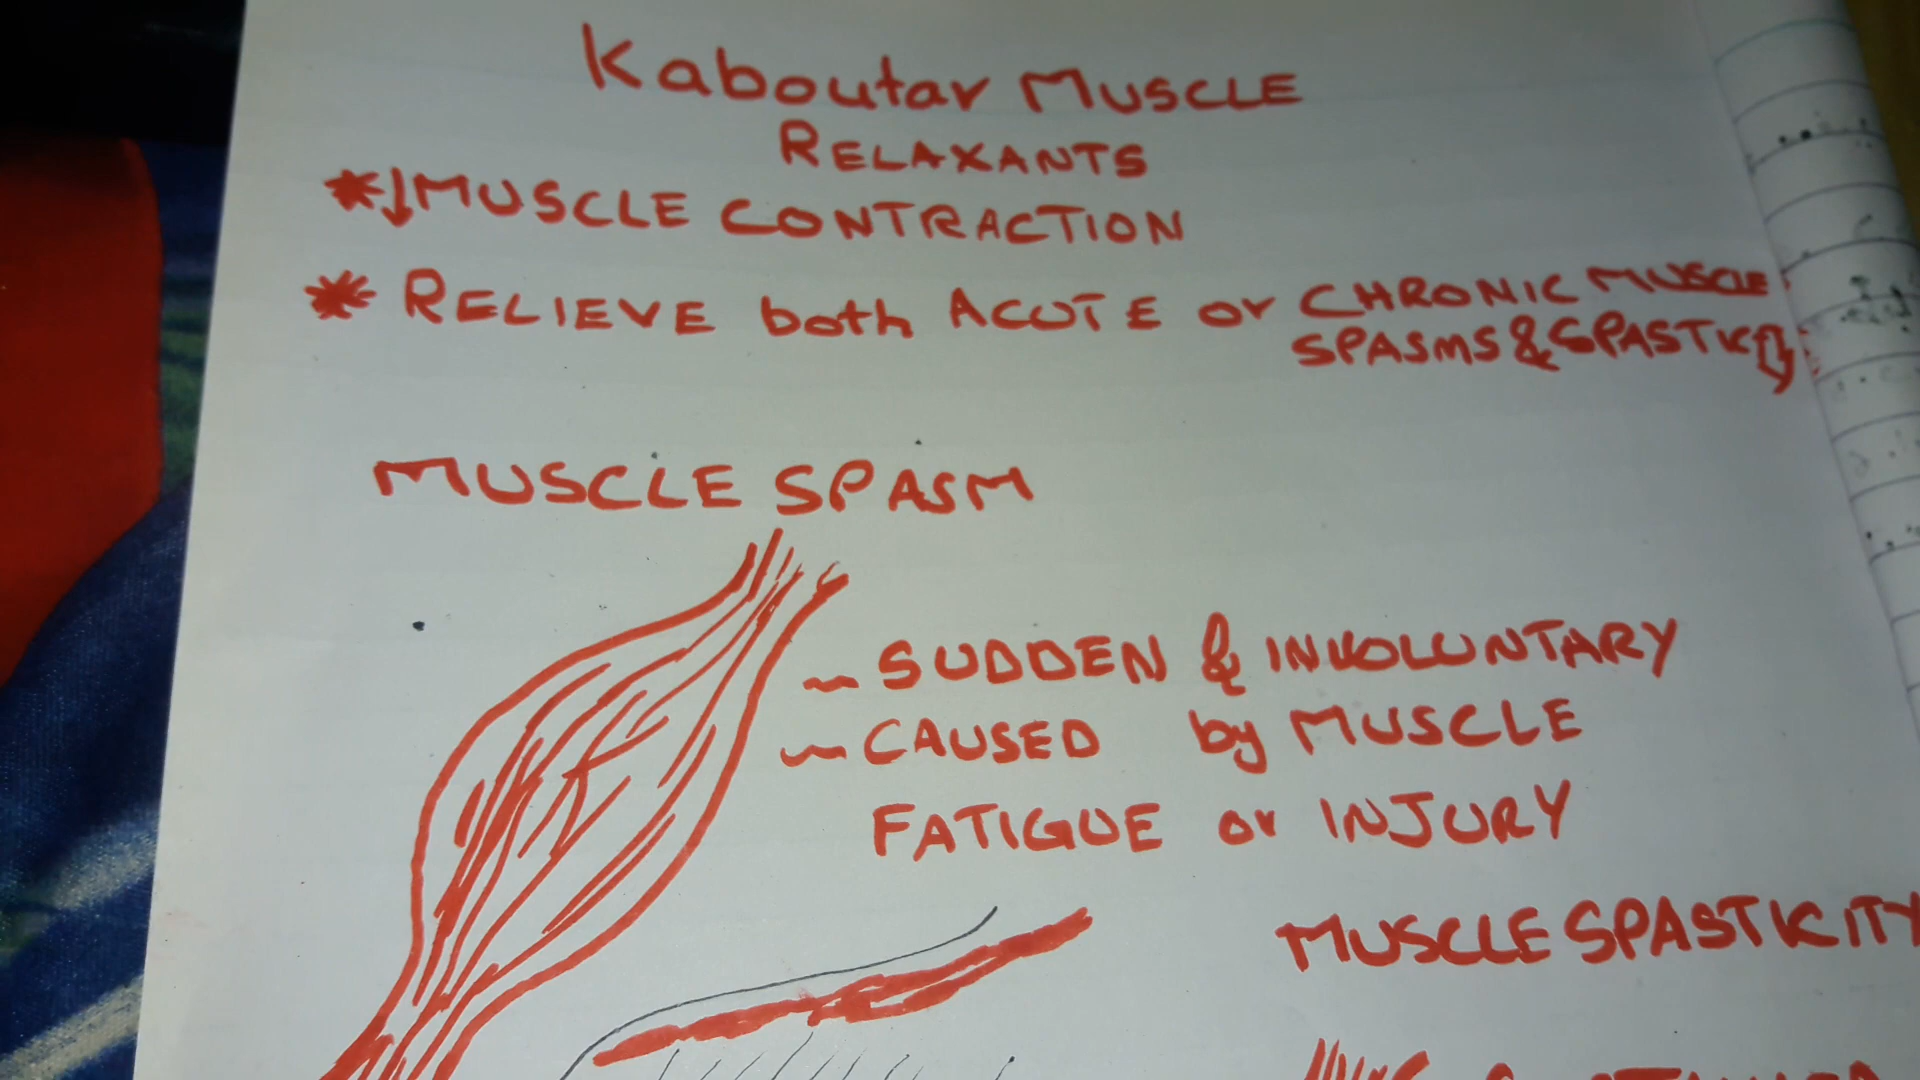 Kaboutar MUSCLE
RELAXANTS
*↓MUSCLE CONTRACTION
* RELIEVE both ACUTE or CHRONIC MUSCLE
SPASMS & SPASTICITY
MUSCLE SPASM
~ SUDDEN & INVOLUNTARY
~ CAUSED by MUSCLE
FATIGUE or INJURY
MUSCLE SPASTICITY